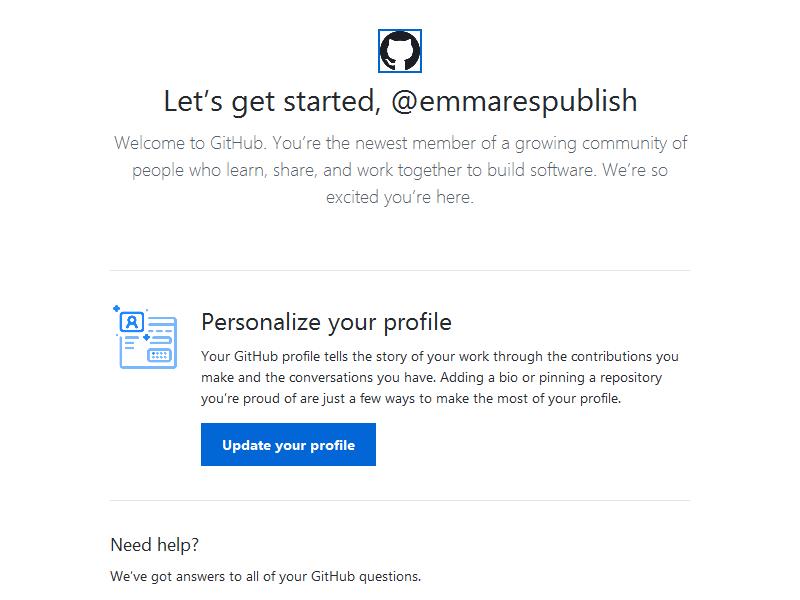 Let’s get started, @emmarespublish
Welcome to GitHub. You’re the newest member of a growing community of
people who learn, share, and work together to build software. We’re so
excited you’re here.
Personalize your profile
Your GitHub profile tells the story of your work through the contributions you
make and the conversations you have. Adding a bio or pinning a repository
you’re proud of are just a few ways to make the most of your profile.
Update your profile
Need help?
We’ve got answers to all of your GitHub questions.